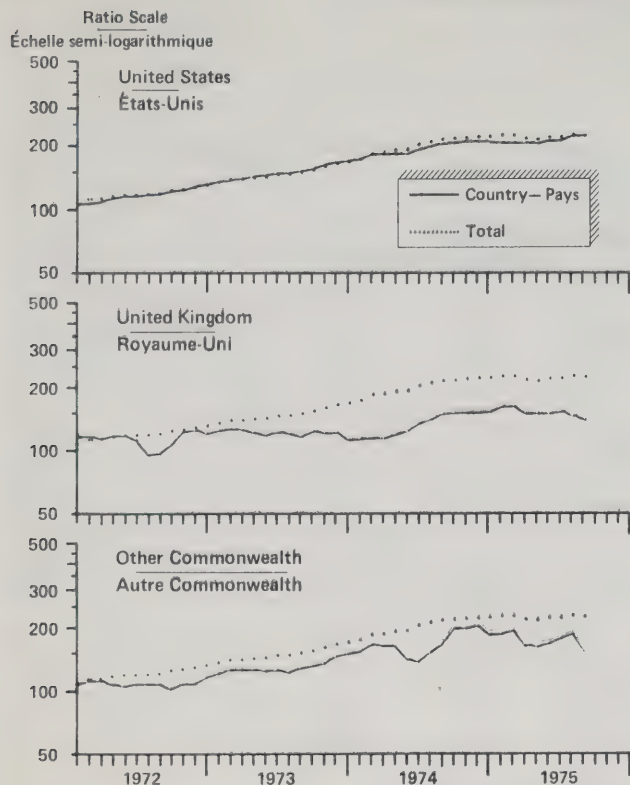 Ratio Scale
Échelle semi-logarithmique
500
300
200
100
50
United States
États-Unis
Country–Pays
Total
500
300
200
100
50
United Kingdom
Royaume-Uni
500
300
200
100
50
Other Commonwealth
Autre Commonwealth
1972 1973 1974 1975